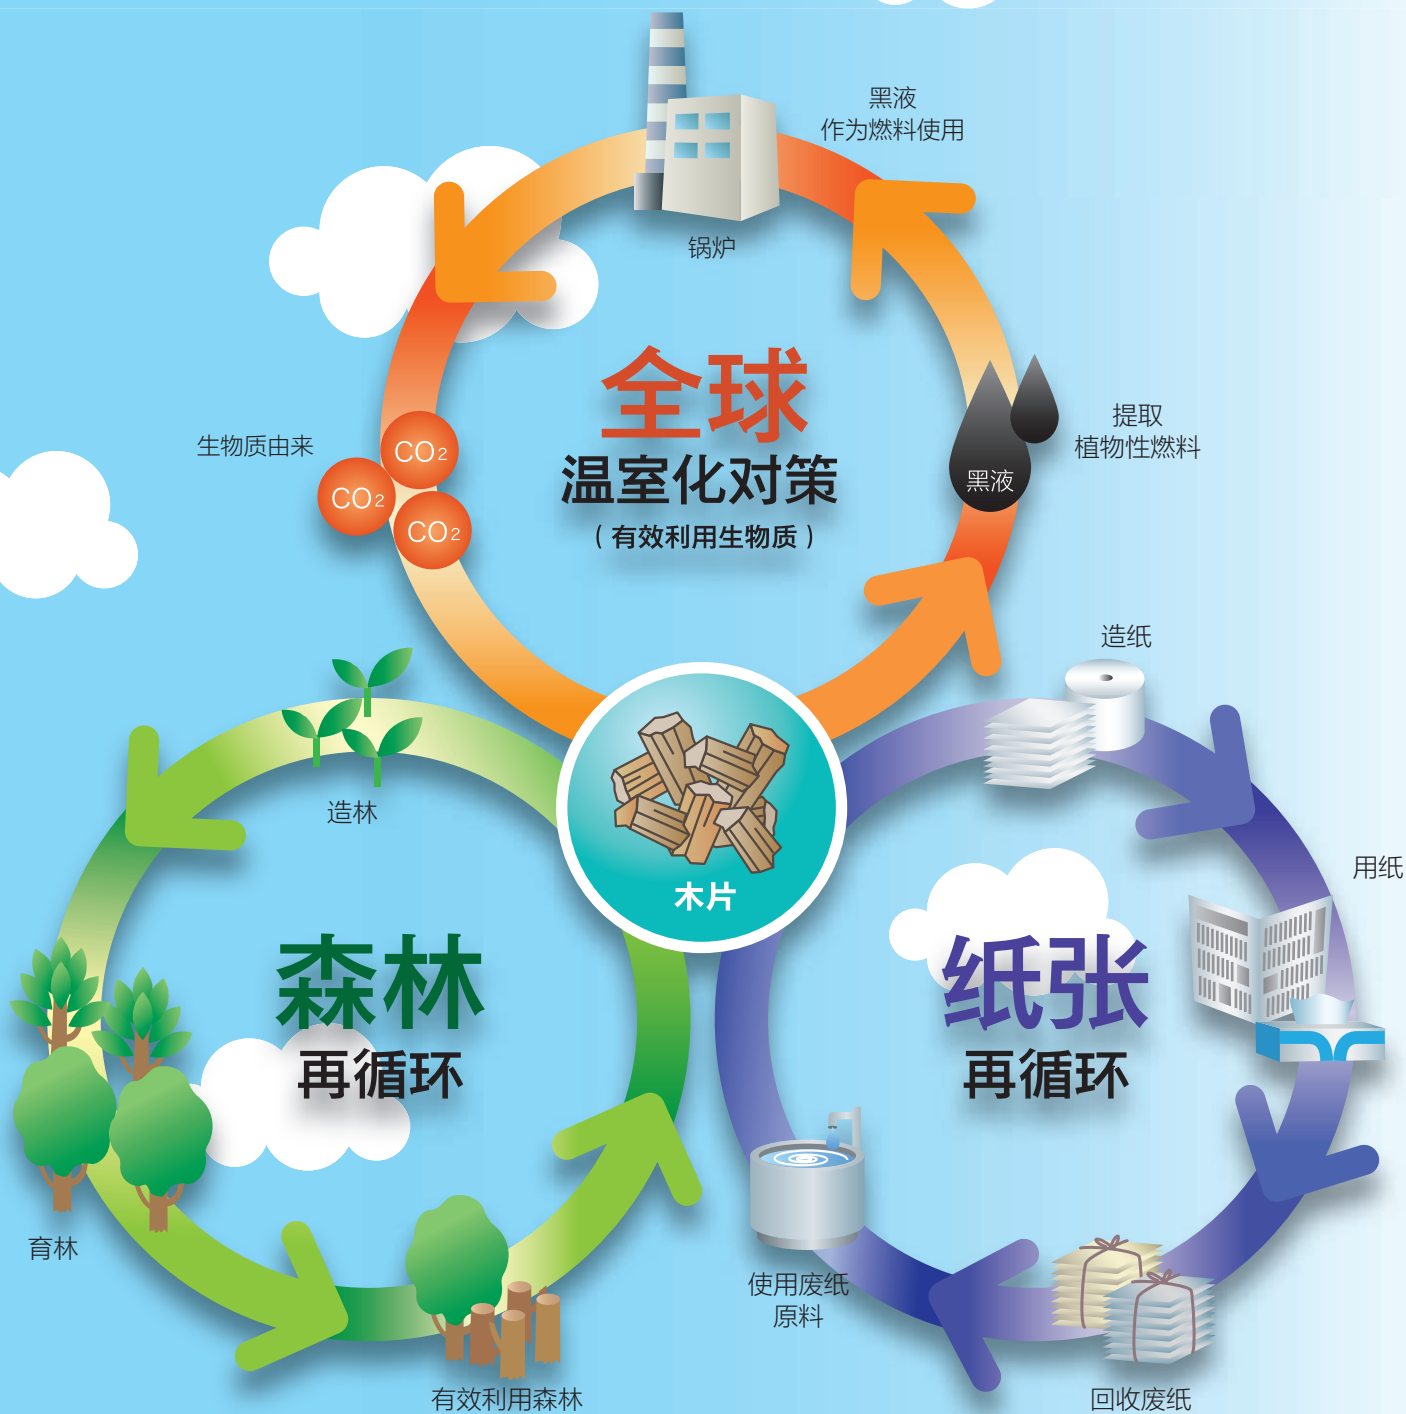 黑液
作为燃料使用
锅炉
全球
温室化对策
（有效利用生物质）
提取
植物性燃料
黑液
生物质由来
CO2
CO2
CO2
造纸
造林
木片
用纸
森林
再循环
纸张
再循环
育林
使用废纸
原料
有效利用森林
回收废纸